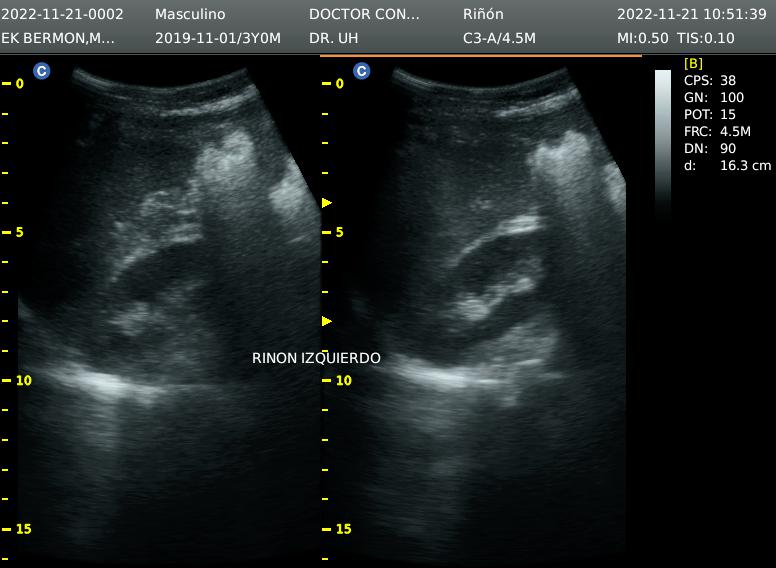 2022-11-21-0002 Masculino DOCTOR CON... Riñón 2022-11-21 10:51:39
EK BERMON,M... 2019-11-01/3Y0M DR. UH C3-A/4.5M MI:0.50 TIS:0.10
C
C
[B]
CPS: 38
GN: 100
POT: 15
FRC: 4.5M
DN: 90
d: 16.3 cm
0
5
10
15
0
5
10
15
RINON IZQUIERDO